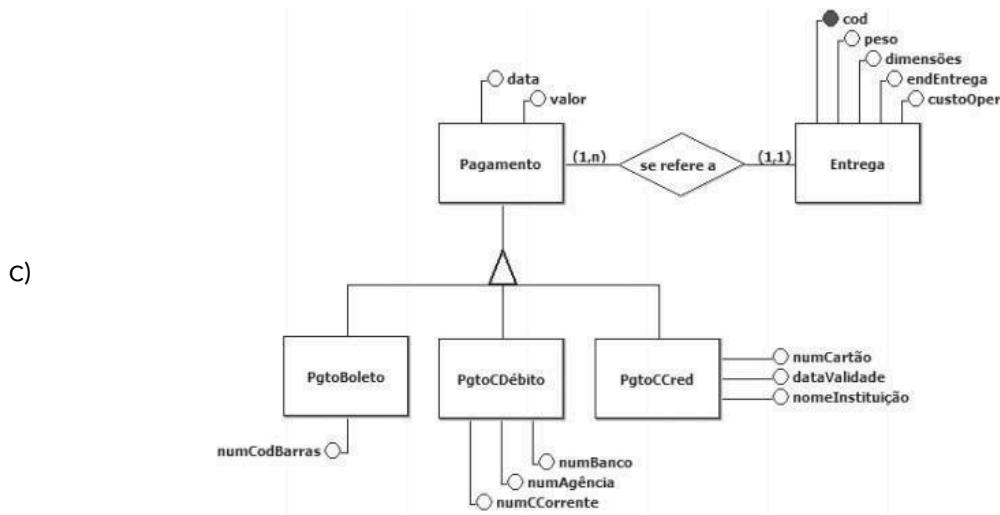 cod
peso
dimensões
endEntrega
custoOper
data
valor
Pagamento
(1,n)
se refere a
(1,1)
Entrega
c)
PgtoBoleto
PgtoCDébito
PgtoCCred
numCartão
dataValidade
nomeInstituição
numCodBarras
numBanco
numAgência
numCCorrente